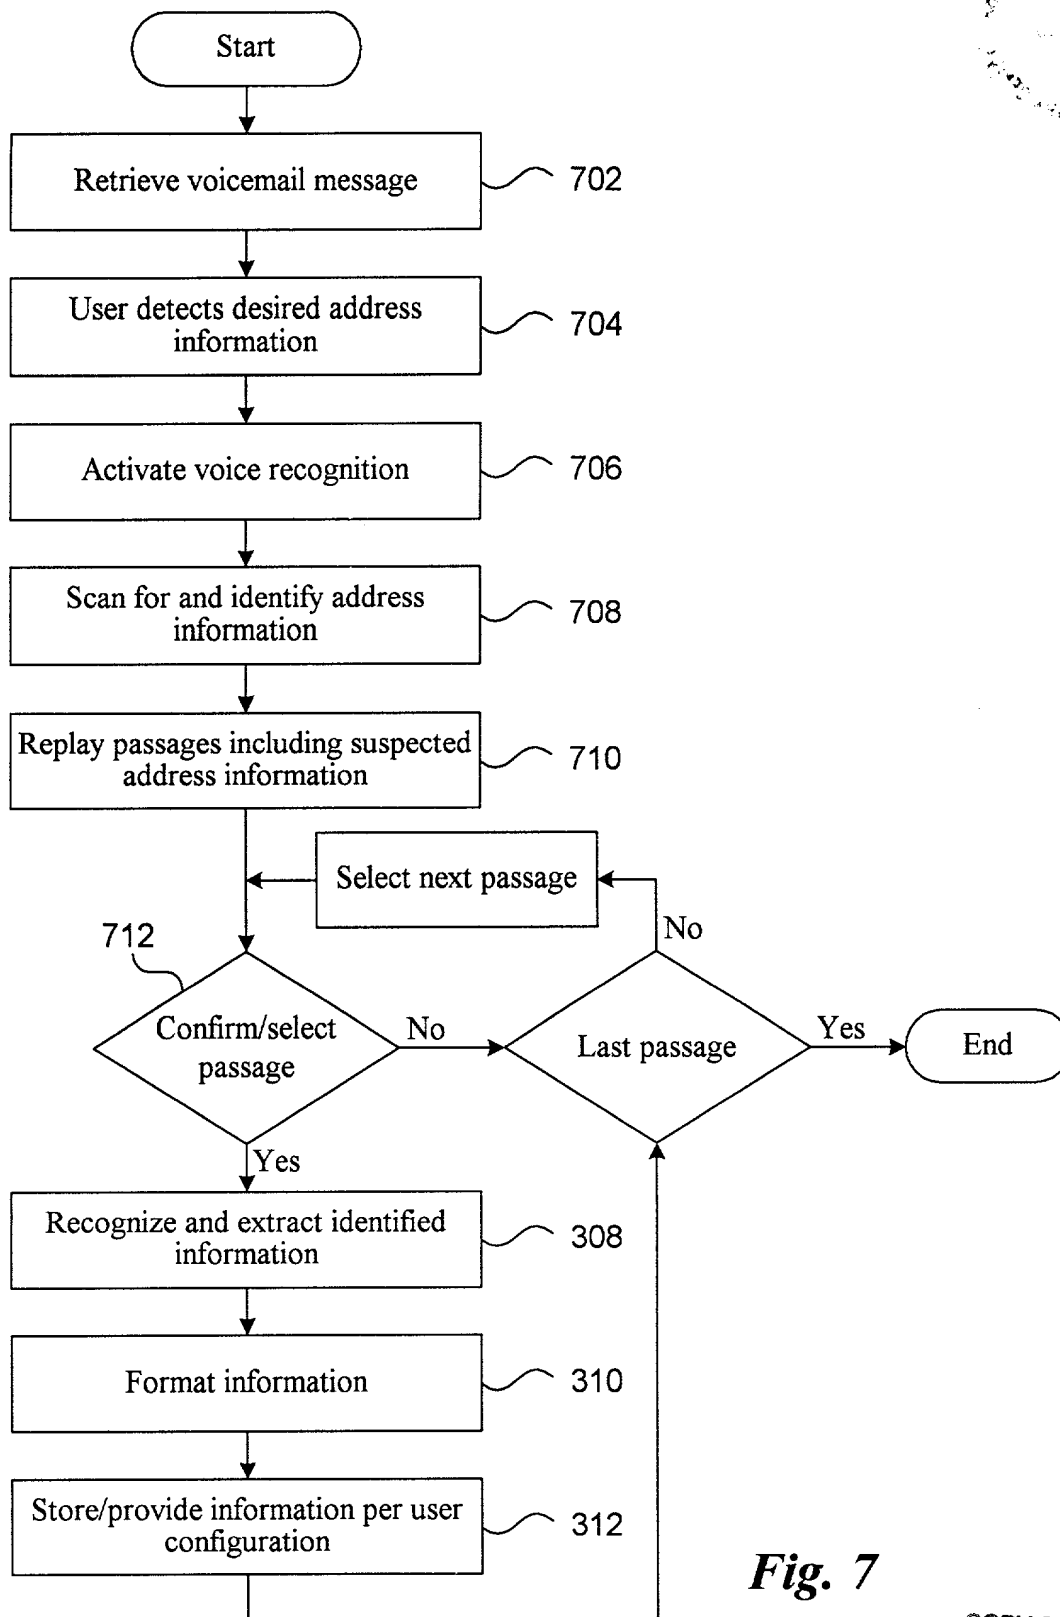 Start
Retrieve voicemail message
702
User detects desired address
information
704
Activate voice recognition
706
Scan for and identify address
information
708
Replay passages including suspected
address information
710
Select next passage
No
712
Confirm/select
passage
No
Last passage
Yes
End
Yes
Recognize and extract identified
information
308
Format information
310
Store/provide information per user
configuration
312
Fig. 7